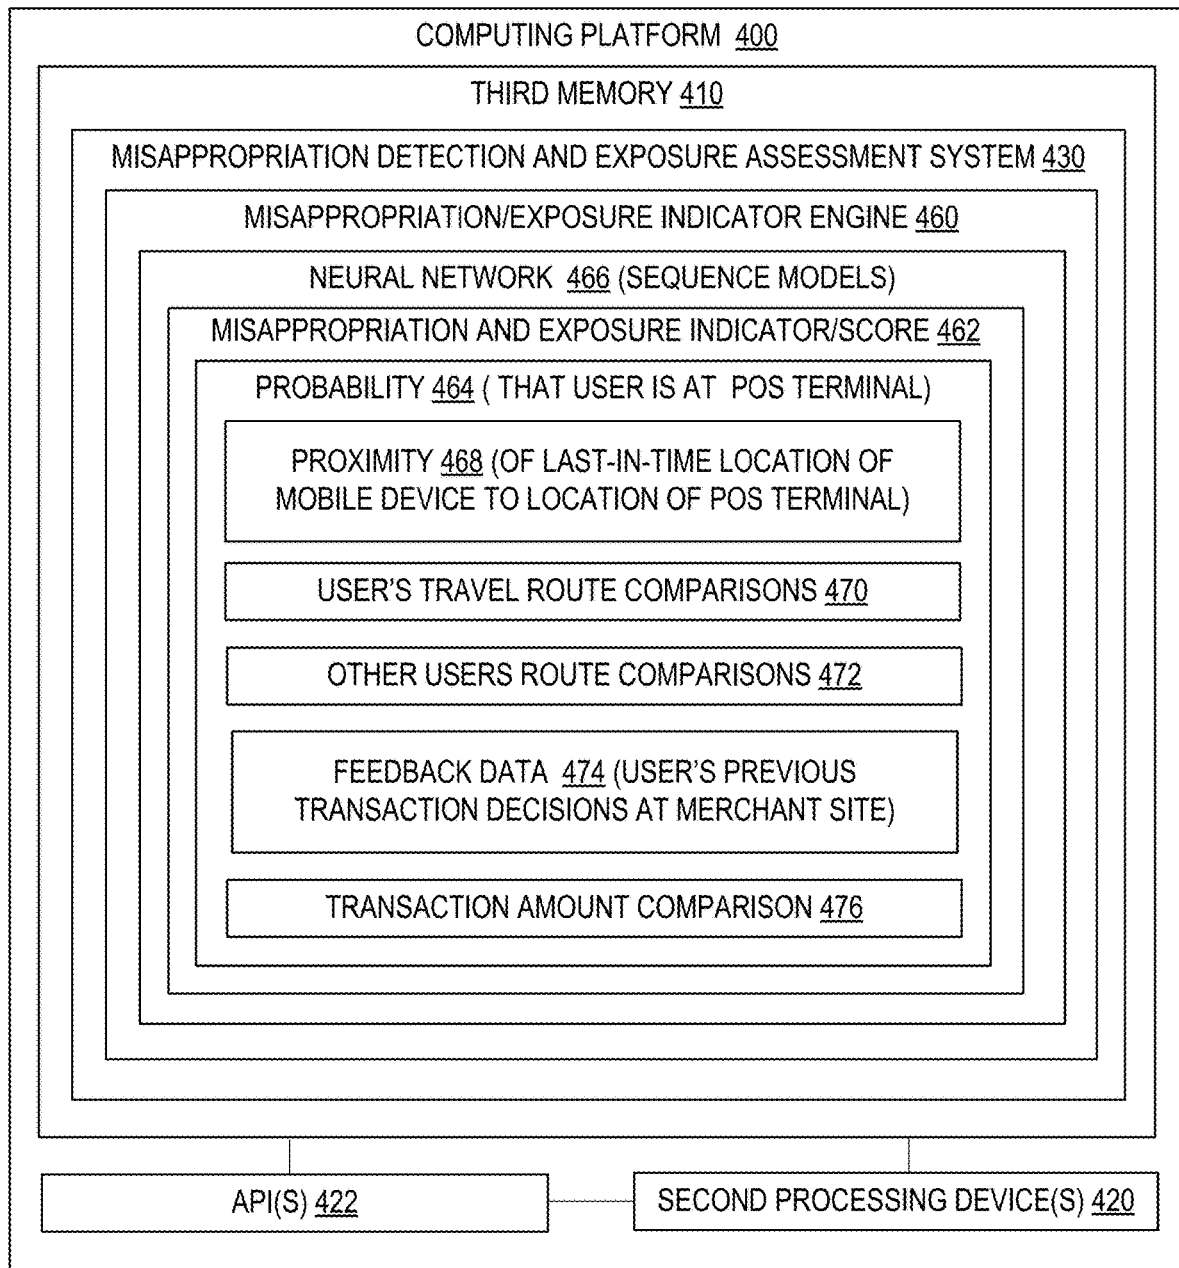 COMPUTING PLATFORM 400
THIRD MEMORY 410
MISAPPROPRIATION DETECTION AND EXPOSURE ASSESSMENT SYSTEM 430
MISAPPROPRIATION/EXPOSURE INDICATOR ENGINE 460
NEURAL NETWORK 466 (SEQUENCE MODELS)
MISAPPROPRIATION AND EXPOSURE INDICATOR/SCORE 462
PROBABILITY 464 ( THAT USER IS AT POS TERMINAL)
PROXIMITY 468 (OF LAST-IN-TIME LOCATION OF
MOBILE DEVICE TO LOCATION OF POS TERMINAL)
USER'S TRAVEL ROUTE COMPARISONS 470
OTHER USERS ROUTE COMPARISONS 472
FEEDBACK DATA 474 (USER'S PREVIOUS
TRANSACTION DECISIONS AT MERCHANT SITE)
TRANSACTION AMOUNT COMPARISON 476
API(S) 422
SECOND PROCESSING DEVICE(S) 420